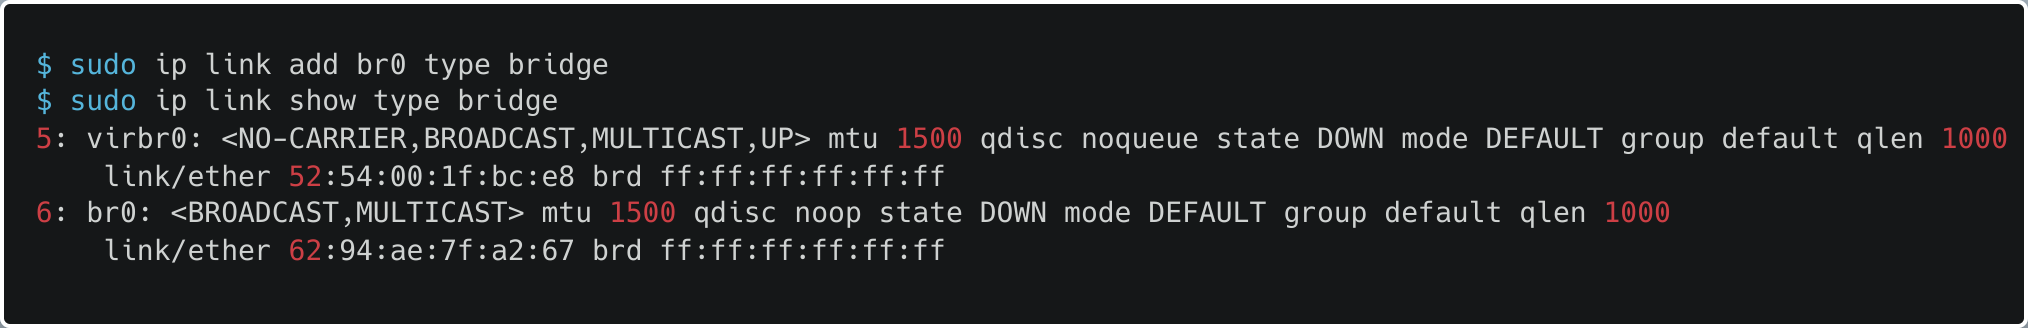 $ sudo ip link add br0 type bridge
$ sudo ip link show type bridge
5: virbr0: <NO-CARRIER,BROADCAST,MULTICAST,UP> mtu 1500 qdisc noqueue state DOWN mode DEFAULT group default qlen 1000
    link/ether 52:54:00:1f:bc:e8 brd ff:ff:ff:ff:ff:ff
6: br0: <BROADCAST,MULTICAST> mtu 1500 qdisc noop state DOWN mode DEFAULT group default qlen 1000
    link/ether 62:94:ae:7f:a2:67 brd ff:ff:ff:ff:ff:ff